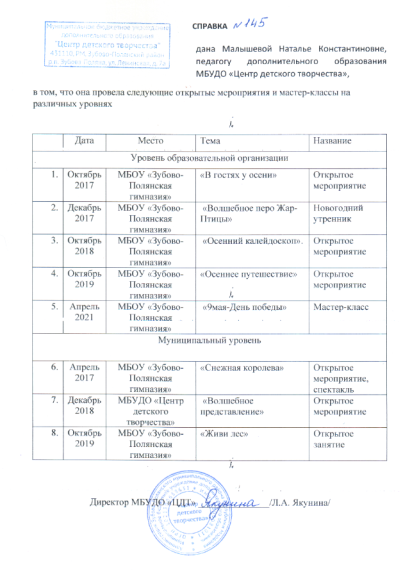 СПРАВКА №145
Муниципальное бюджетное учреждение
дополнительного образования
"Центр детского творчества"
дана Малышевой Наталье Константиновне,
педагогу дополнительного образования
МБУДО «Центр детского творчества»,
в том, что она провела следующие открытые мероприятия и мастер-классы на
различных уровнях
Дата Место Тема Название
Уровень образовательной организации
1. Октябрь МБОУ «Зубово- «В гостях у осени» Открытое
2017 Полянская мероприятие
гимназия»
2. Декабрь МБОУ «Зубово- «Волшебное перо Жар- Новогодний
2017 Полянская Птицы» утренник
гимназия»
3. Октябрь МБОУ «Зубово- «Осенний калейдоскоп». Открытое
2018 Полянская мероприятие
гимназия»
4. Октябрь МБОУ «Зубово- «Осеннее путешествие» Открытое
2019 Полянская мероприятие
гимназия»
5. Апрель МБОУ «Зубово- «9мая-День победы» Мастер-класс
2021 Полянская
гимназия»
Муниципальный уровень
6. Апрель МБОУ «Зубово- «Снежная королева» Открытое
2017 Полянская мероприятие,
гимназия» спектакль
7. Декабрь МБУДО «Центр «Волшебное Открытое
2018 детского представление» мероприятие
творчества»
8. Октябрь МБОУ «Зубово- «Живи лес» Открытое
2019 Полянская занятие
гимназия»
Директор МБУДО «ЦДТ» Якунина /Л.А. Якунина/
детского
творчества»